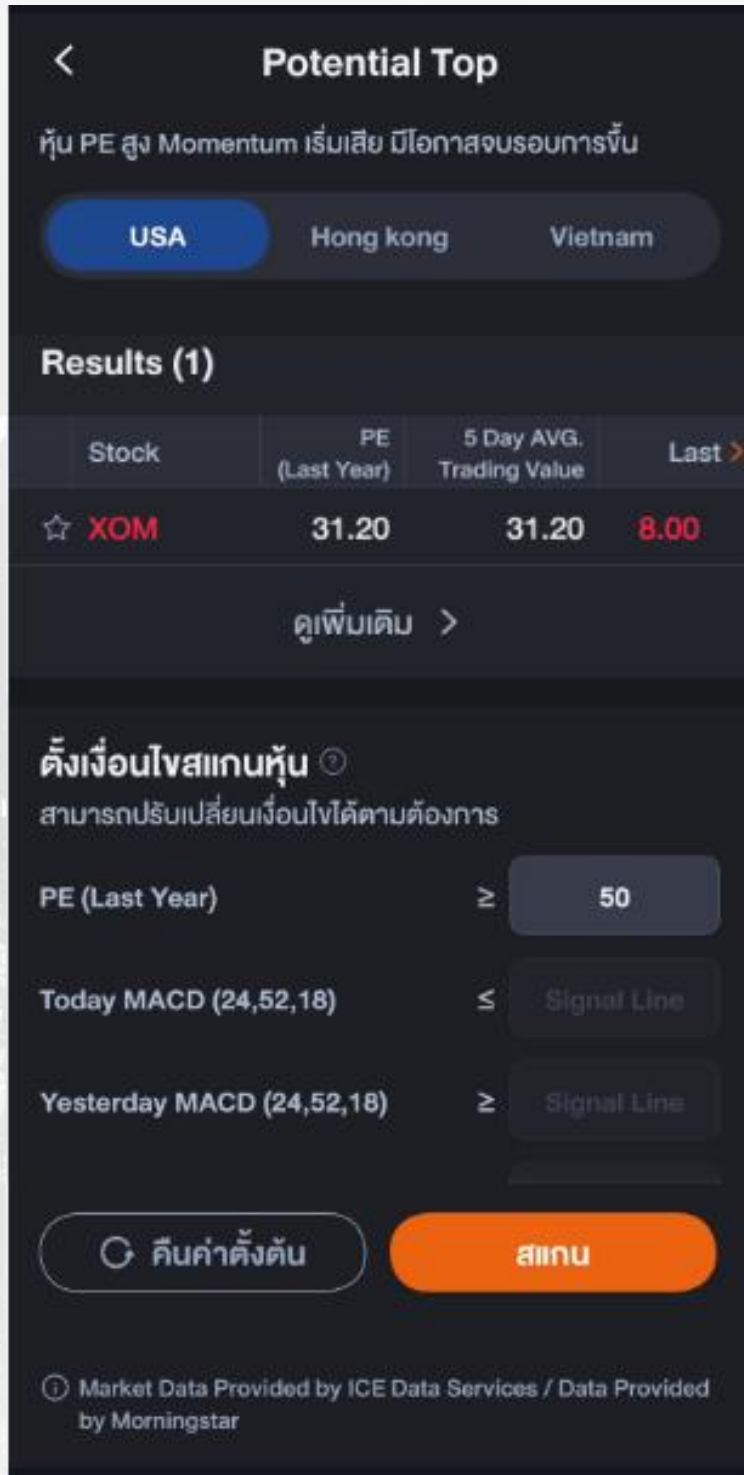 Potential Top
หุ้น PE สูง Momentum เริ่มเสีย มีโอกาสจบรอบการขึ้น
USA Hong kong Vietnam
Results (1)
Stock PE (Last Year) 5 Day AVG. Trading Value Last >
XOM 31.20 31.20 8.00
ดูเพิ่มเติม >
ตั้งเงื่อนไขสแกนหุ้น ?
สามารถปรับเปลี่ยนเงื่อนไขได้ตามต้องการ
PE (Last Year) ≥ 50
Today MACD (24,52,18) ≤ Signal Line
Yesterday MACD (24,52,18) ≥ Signal Line
คืนค่าตั้งต้น สแกน
Market Data Provided by ICE Data Services / Data Provided
by Morningstar